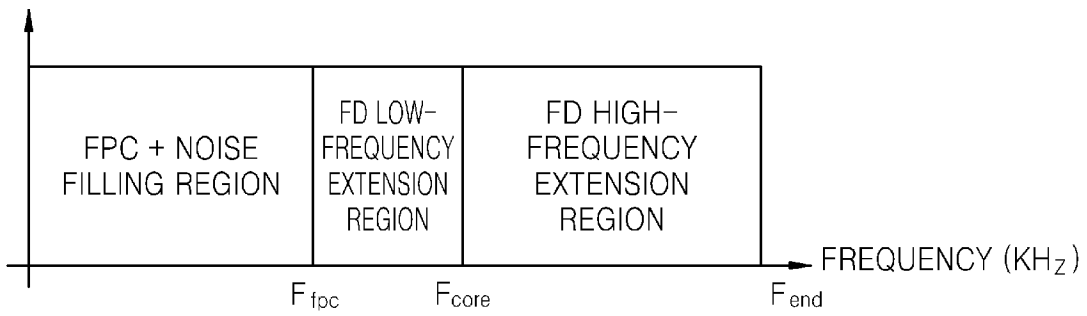 FPC + NOISE
FILLING REGION
FD LOW-
FREQUENCY
EXTENSION
REGION
FD HIGH-
FREQUENCY
EXTENSION
REGION
FREQUENCY (KHz)
Ffpc
Fcore
Fend